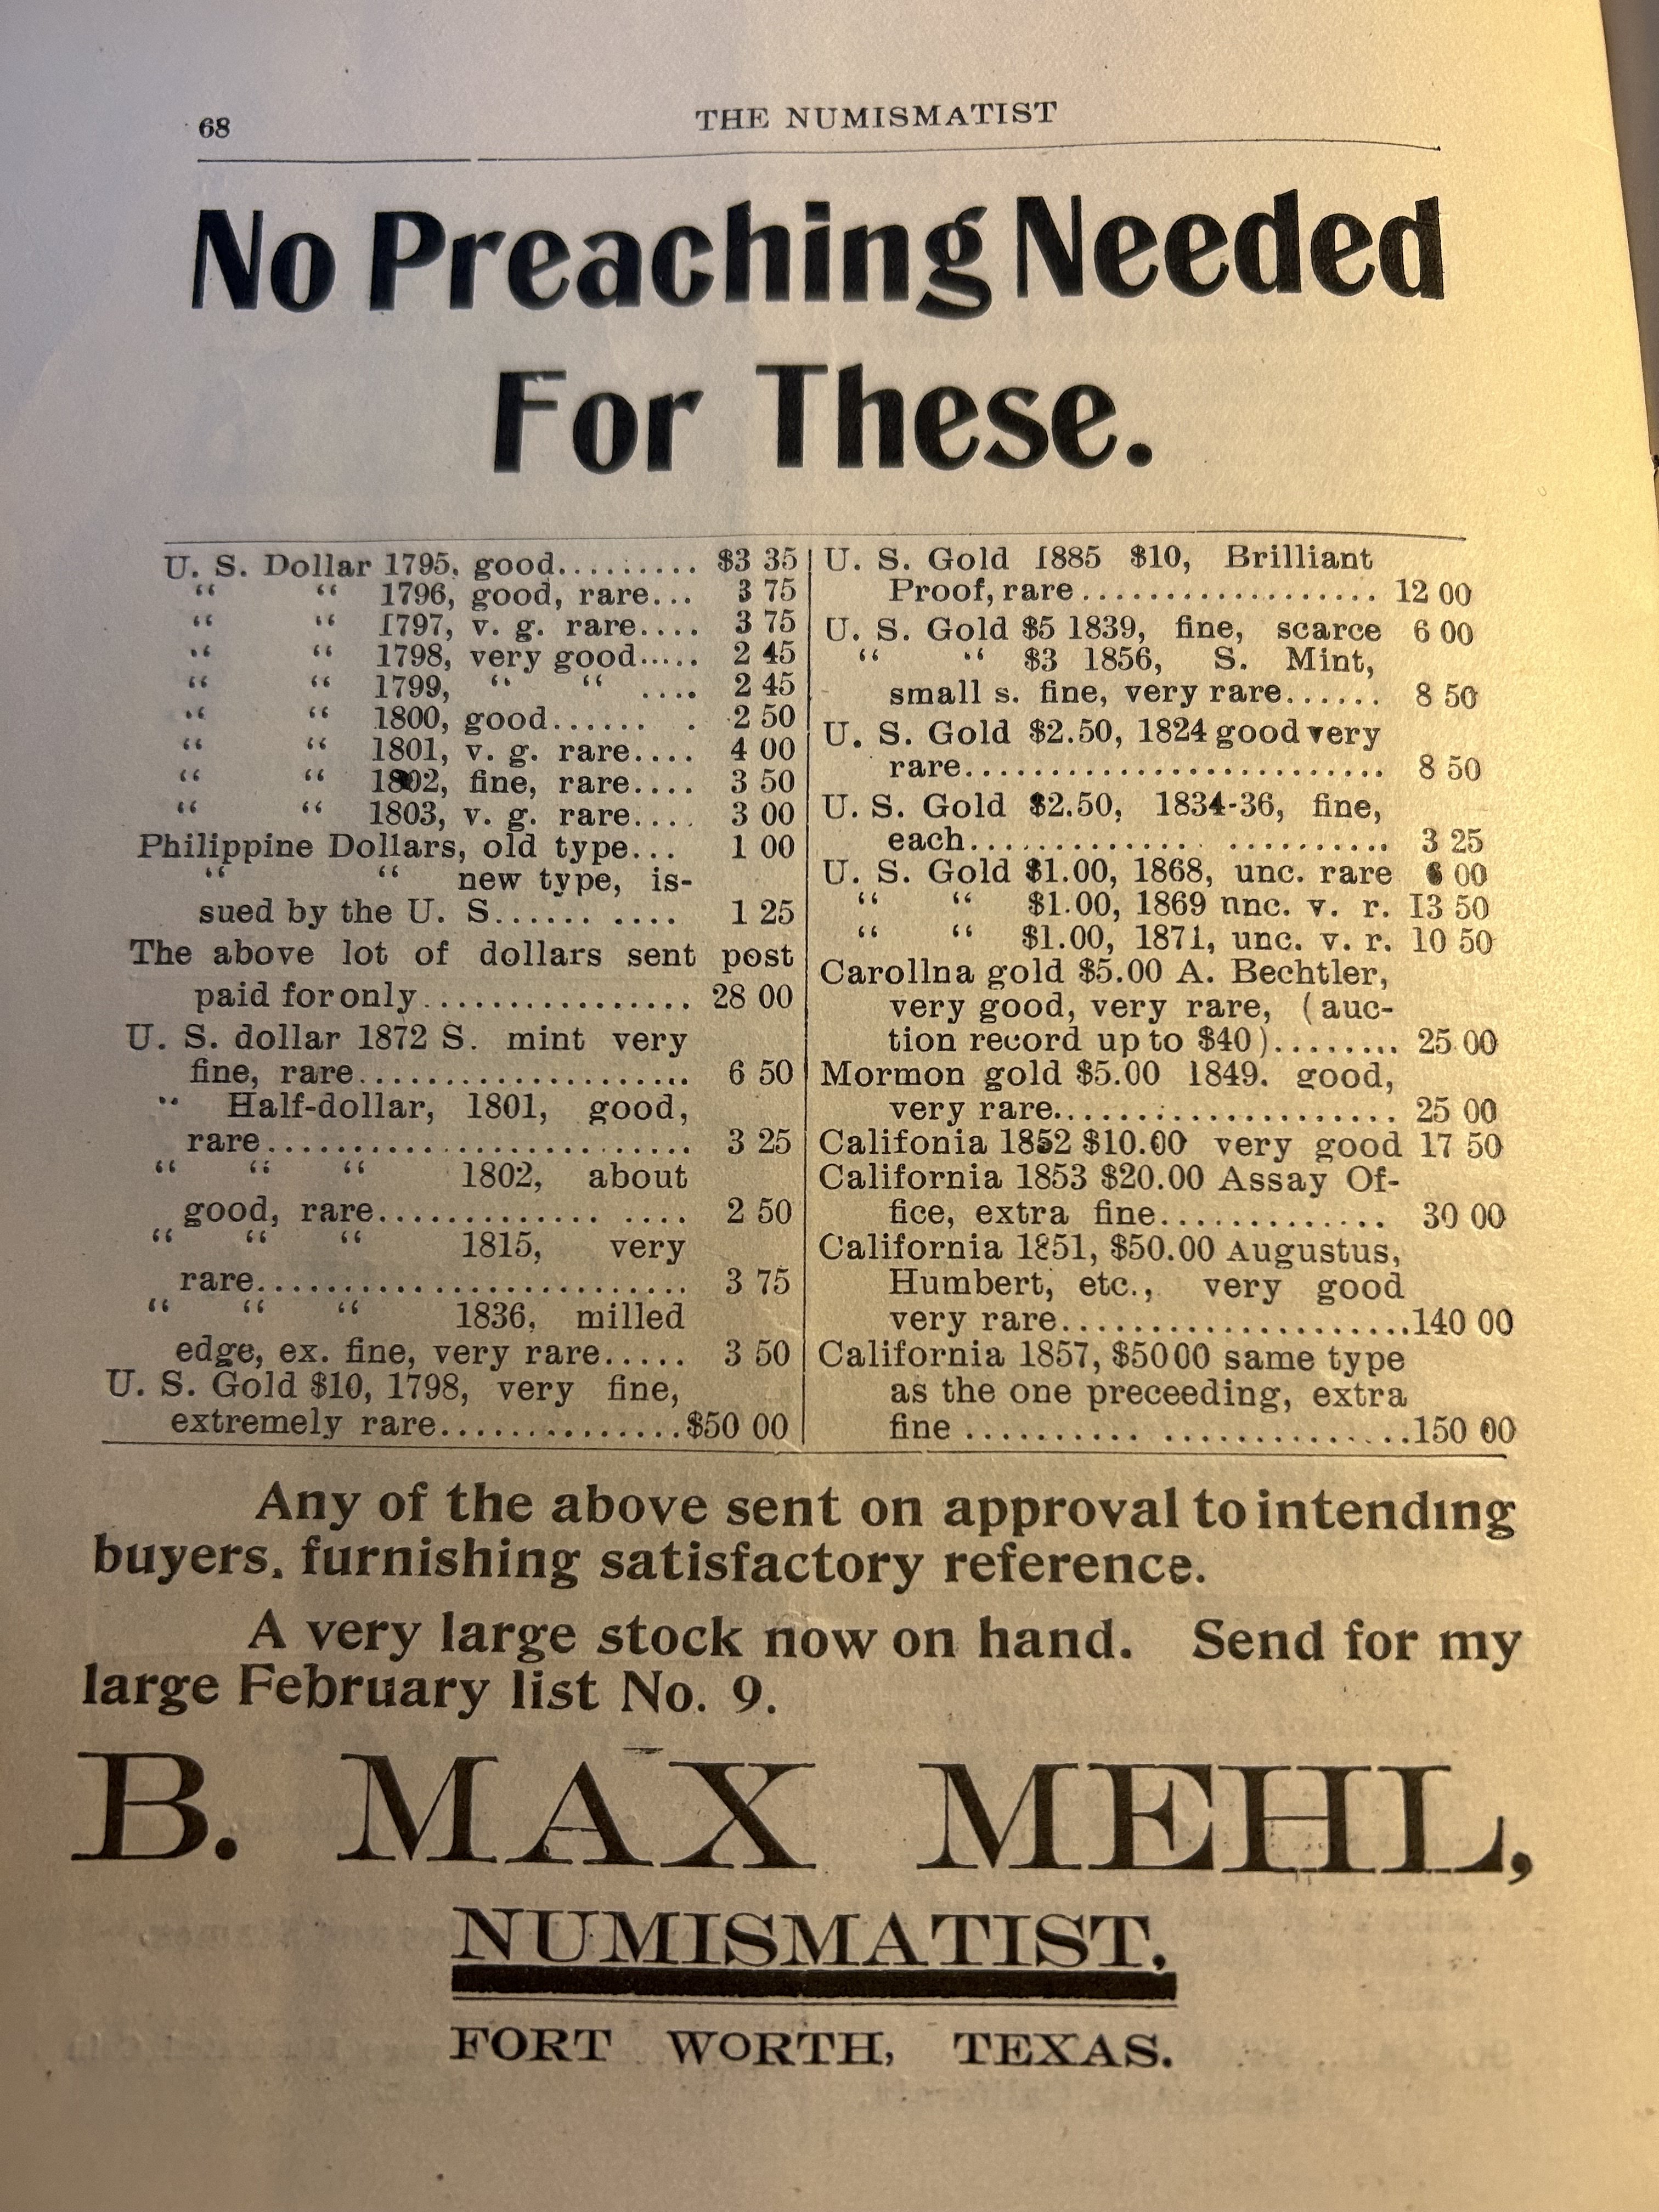 68
THE NUMISMATIST
No Preaching Needed
For These.
U. S. Dollar 1795, good......... $3 35
“ “ 1796, good, rare... 3 75
“ “ 1797, v. g. rare.... 3 75
“ “ 1798, very good..... 2 45
“ “ 1799, “ “ .... 2 45
“ “ 1800, good...... . 2 50
“ “ 1801, v. g. rare.... 4 00
“ “ 1802, fine, rare.... 3 50
“ “ 1803, v. g. rare.... 3 00
Philippine Dollars, old type... 1 00
“ “ new type, is-
sued by the U. S...... .... 1 25
The above lot of dollars sent post
paid for only................ 28 00
U. S. dollar 1872 S. mint very
fine, rare.................... 6 50
“ Half-dollar, 1801, good,
rare......................... 3 25
“ “ “ 1802, about
good, rare............. .... 2 50
“ “ “ 1815, very
rare......................... 3 75
“ “ “ 1836, milled
edge, ex. fine, very rare..... 3 50
U. S. Gold $10, 1798, very fine,
extremely rare..............$50 00
U. S. Gold 1885 $10, Brilliant
Proof, rare.................. 12 00
U. S. Gold $5 1839, fine, scarce 6 00
“ “ $3 1856, S. Mint,
small s. fine, very rare...... 8 50
U. S. Gold $2.50, 1824 good very
rare......................... 8 50
U. S. Gold $2.50, 1834-36, fine,
each............. .......... 3 25
U. S. Gold $1.00, 1868, unc. rare 6 00
“ “ $1.00, 1869 nnc. v. r. 13 50
“ “ $1.00, 1871, unc. v. r. 10 50
Carollna gold $5.00 A. Bechtler,
very good, very rare, (auc-
tion record up to $40)........ 25 00
Mormon gold $5.00 1849. good,
very rare.................... 25 00
Califonia 1852 $10.00 very good 17 50
California 1853 $20.00 Assay Of-
fice, extra fine............. 30 00
California 1851, $50.00 Augustus,
Humbert, etc., very good
very rare.....................140 00
California 1857, $5000 same type
as the one preceeding, extra
fine .......... ...............150 00
Any of the above sent on approval to intending
buyers, furnishing satisfactory reference.
A very large stock now on hand. Send for my
large February list No. 9.
B. MAX MEHL,
NUMISMATIST,
FORT WORTH, TEXAS.